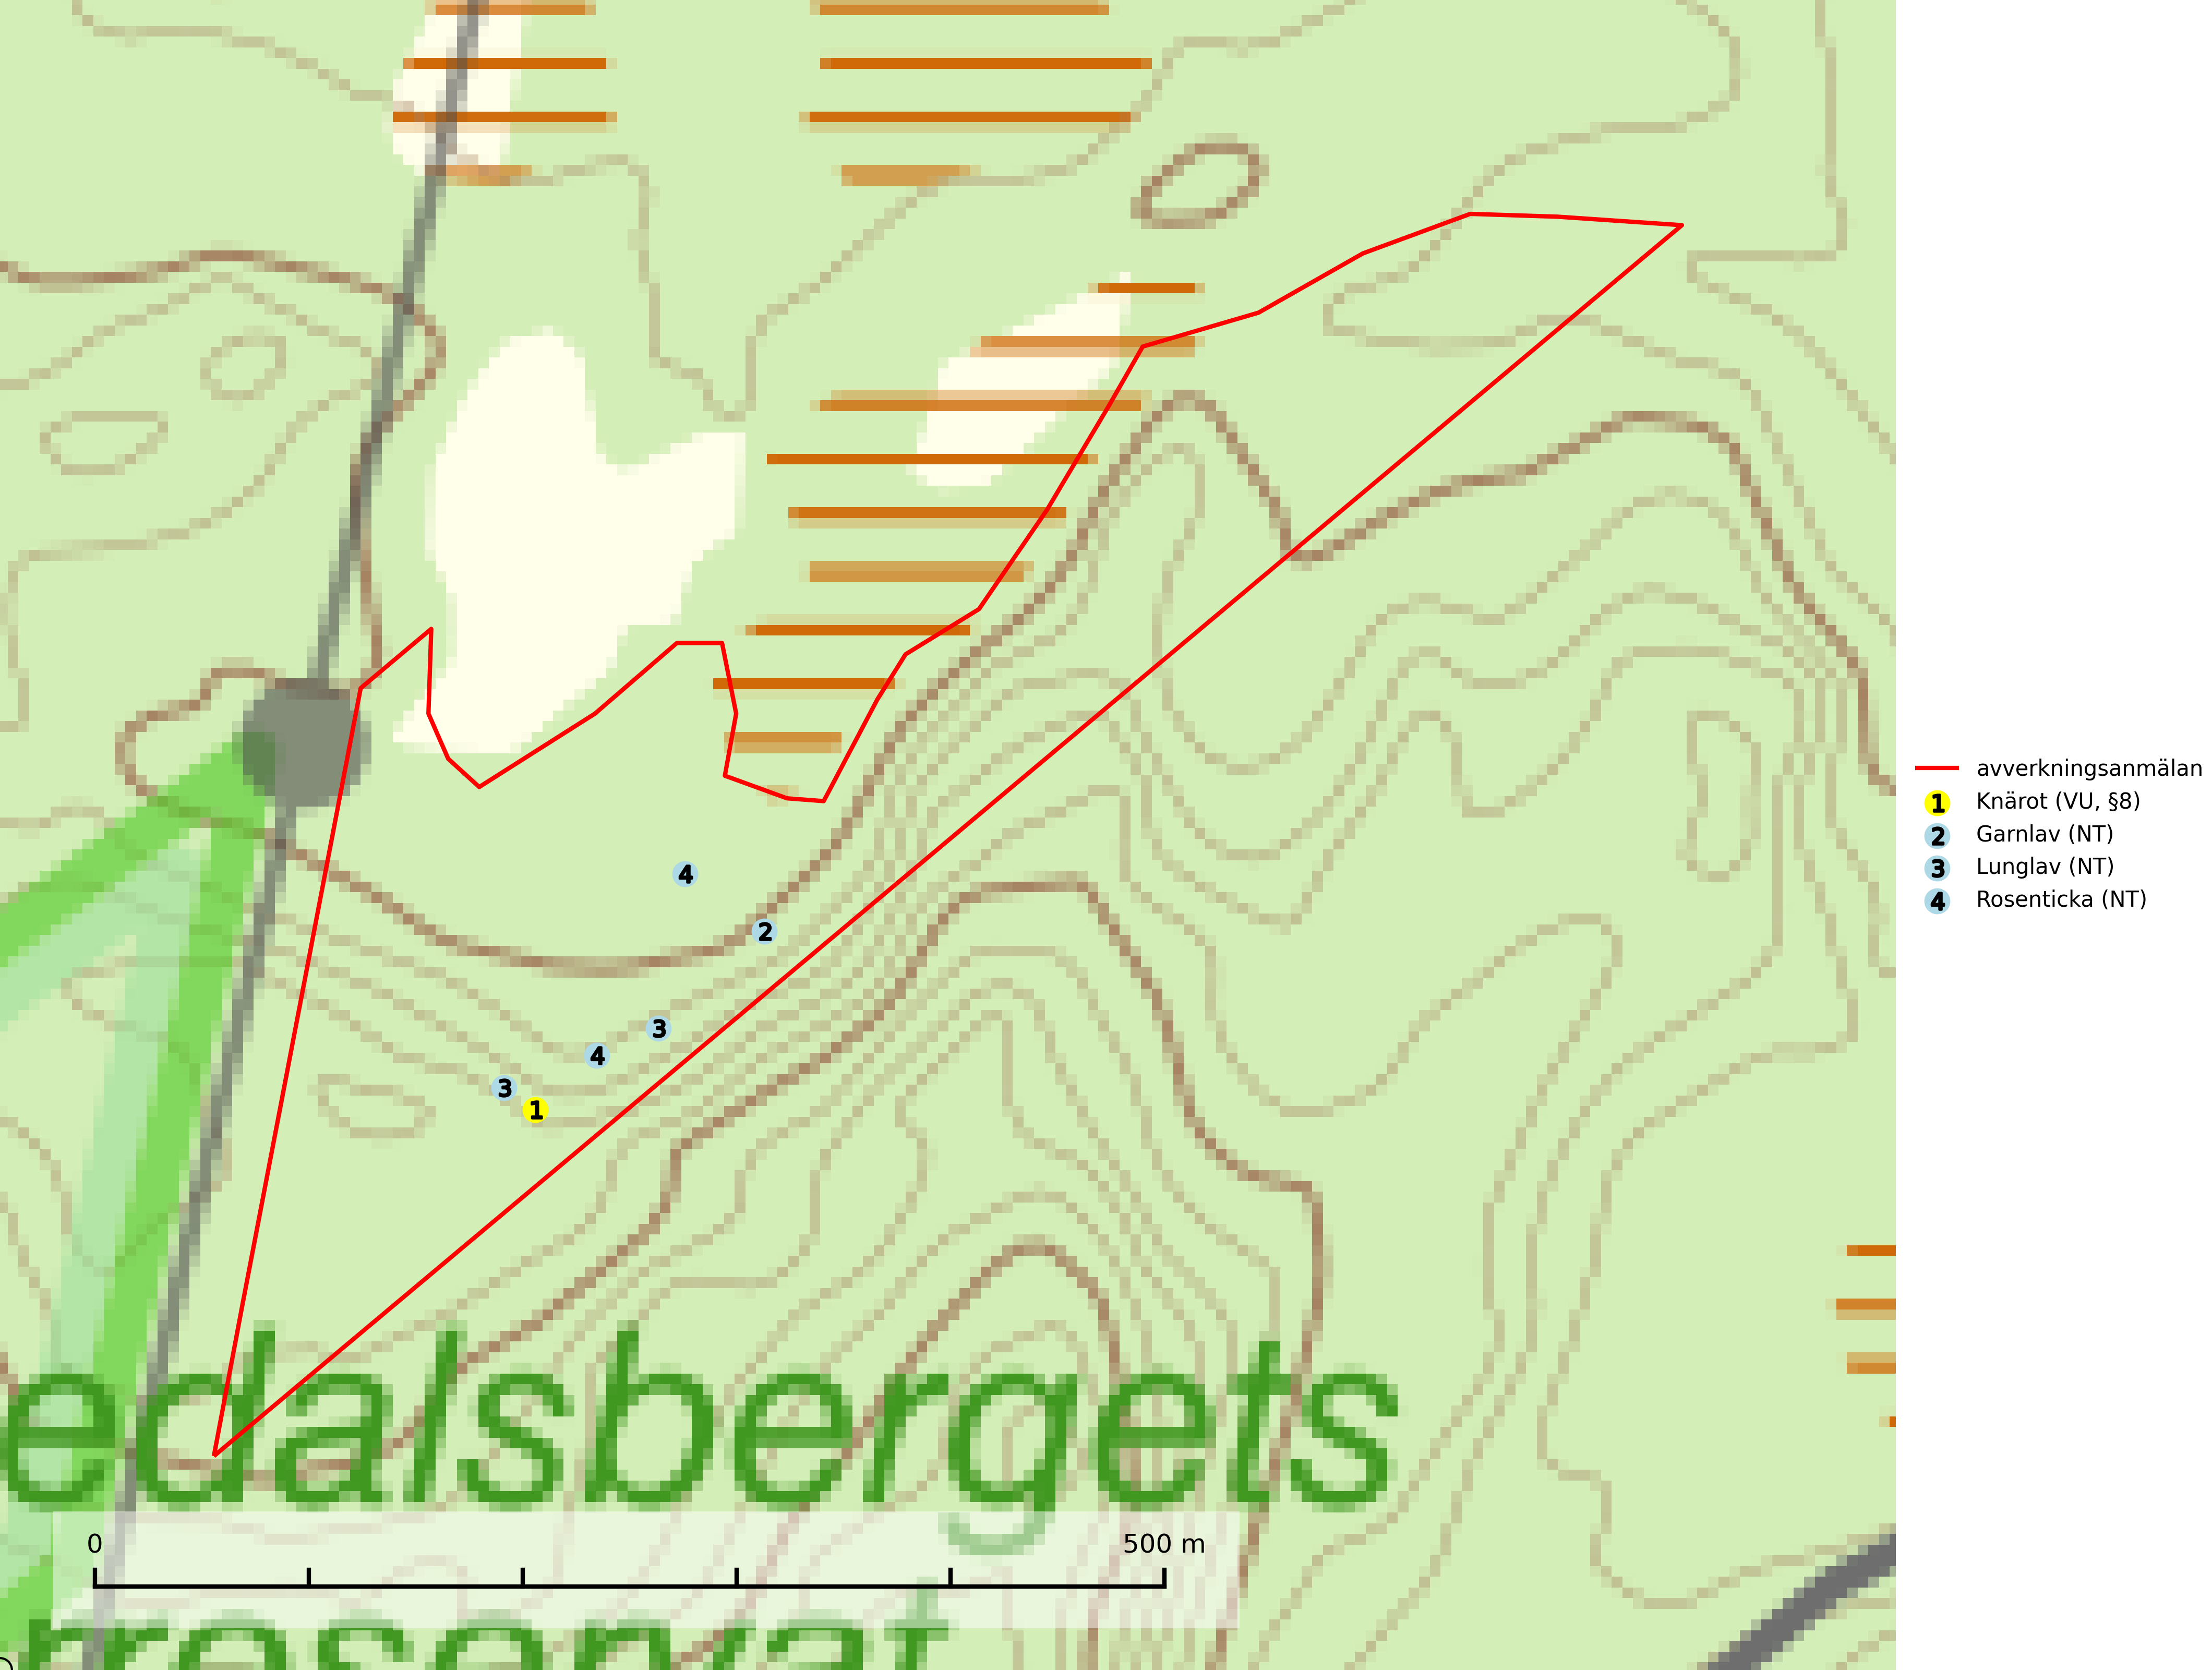 avverkningsanmälan
1 Knärot (VU, §8)
2 Garnlav (NT)
3 Lunglav (NT)
4 Rosenticka (NT)
4
2
3
4
3
1
edalsbergets
0 500 m